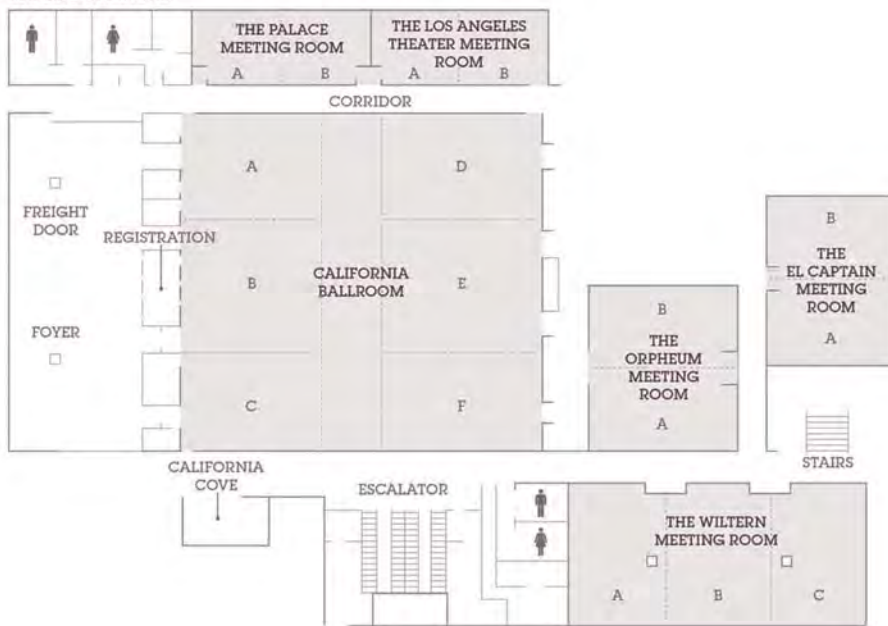 THE PALACE
MEETING ROOM
A
B
THE LOS ANGELES
THEATER MEETING
ROOM
A
B
CORRIDOR
A
D
FREIGHT
DOOR
REGISTRATION
B
CALIFORNIA
BALLROOM
E
FOYER
C
F
B
THE
EL CAPTAIN
MEETING
ROOM
A
B
THE
ORPHEUM
MEETING
ROOM
A
STAIRS
CALIFORNIA
COVE
ESCALATOR
THE WILTERN
MEETING ROOM
A
B
C